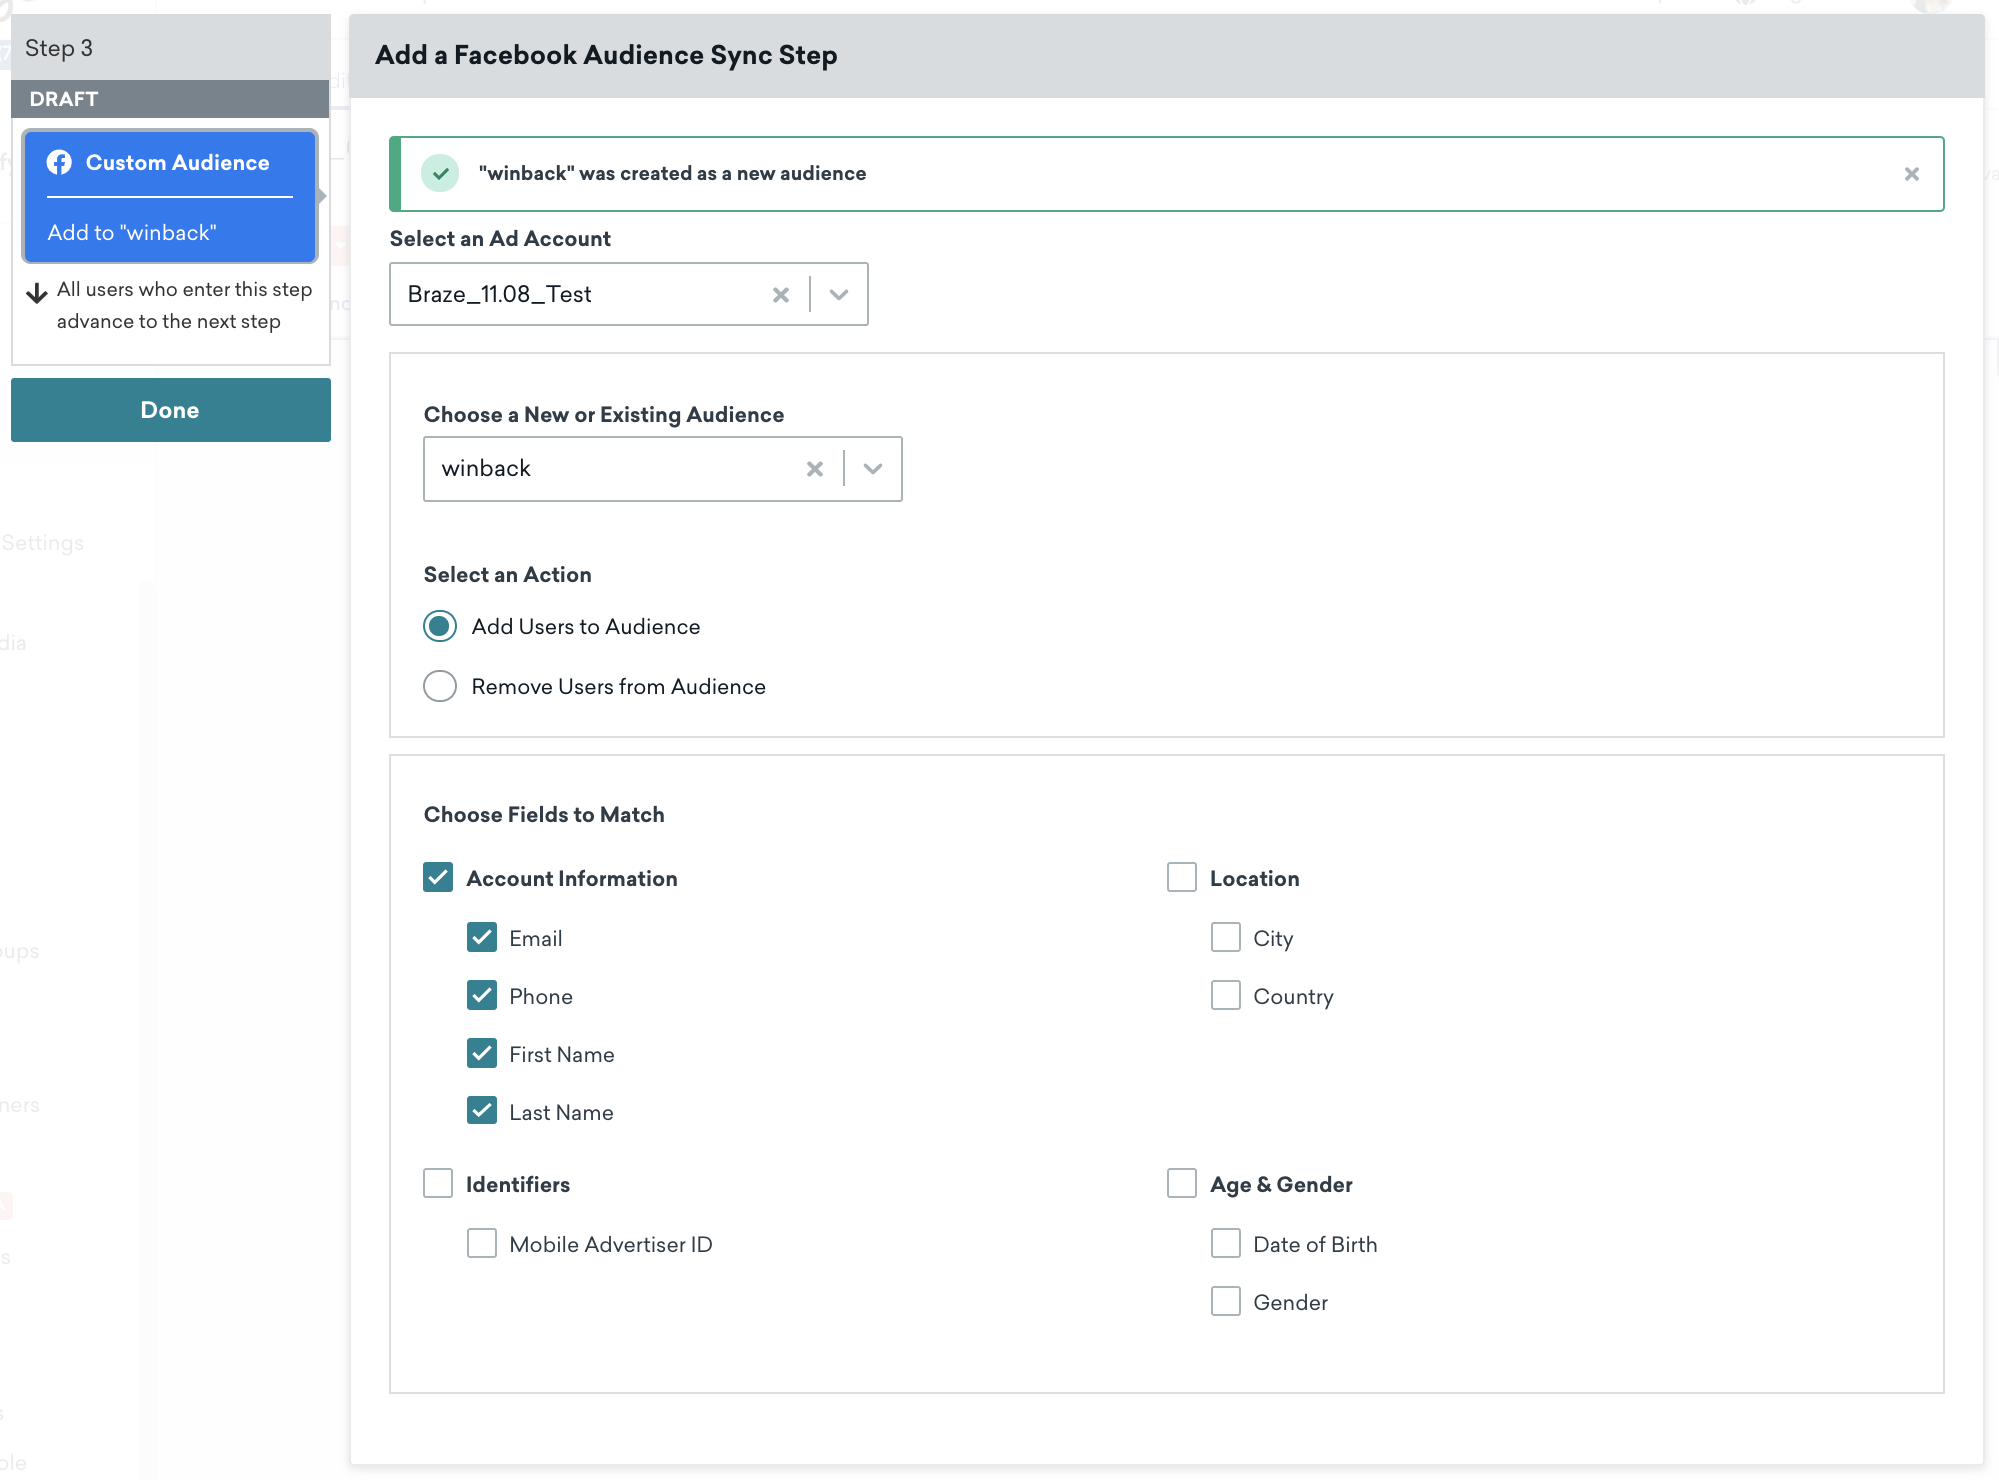 Step 3
DRAFT
Custom Audience
Add to "winback"
All users who enter this step
advance to the next step
Done
Settings
Add a Facebook Audience Sync Step
"winback" was created as a new audience
Select an Ad Account
Braze_11.08_Test
Choose a New or Existing Audience
winback
Select an Action
Add Users to Audience
Remove Users from Audience
Choose Fields to Match
Account Information
Email
Phone
First Name
Last Name
Location
City
Country
Identifiers
Mobile Advertiser ID
Age & Gender
Date of Birth
Gender